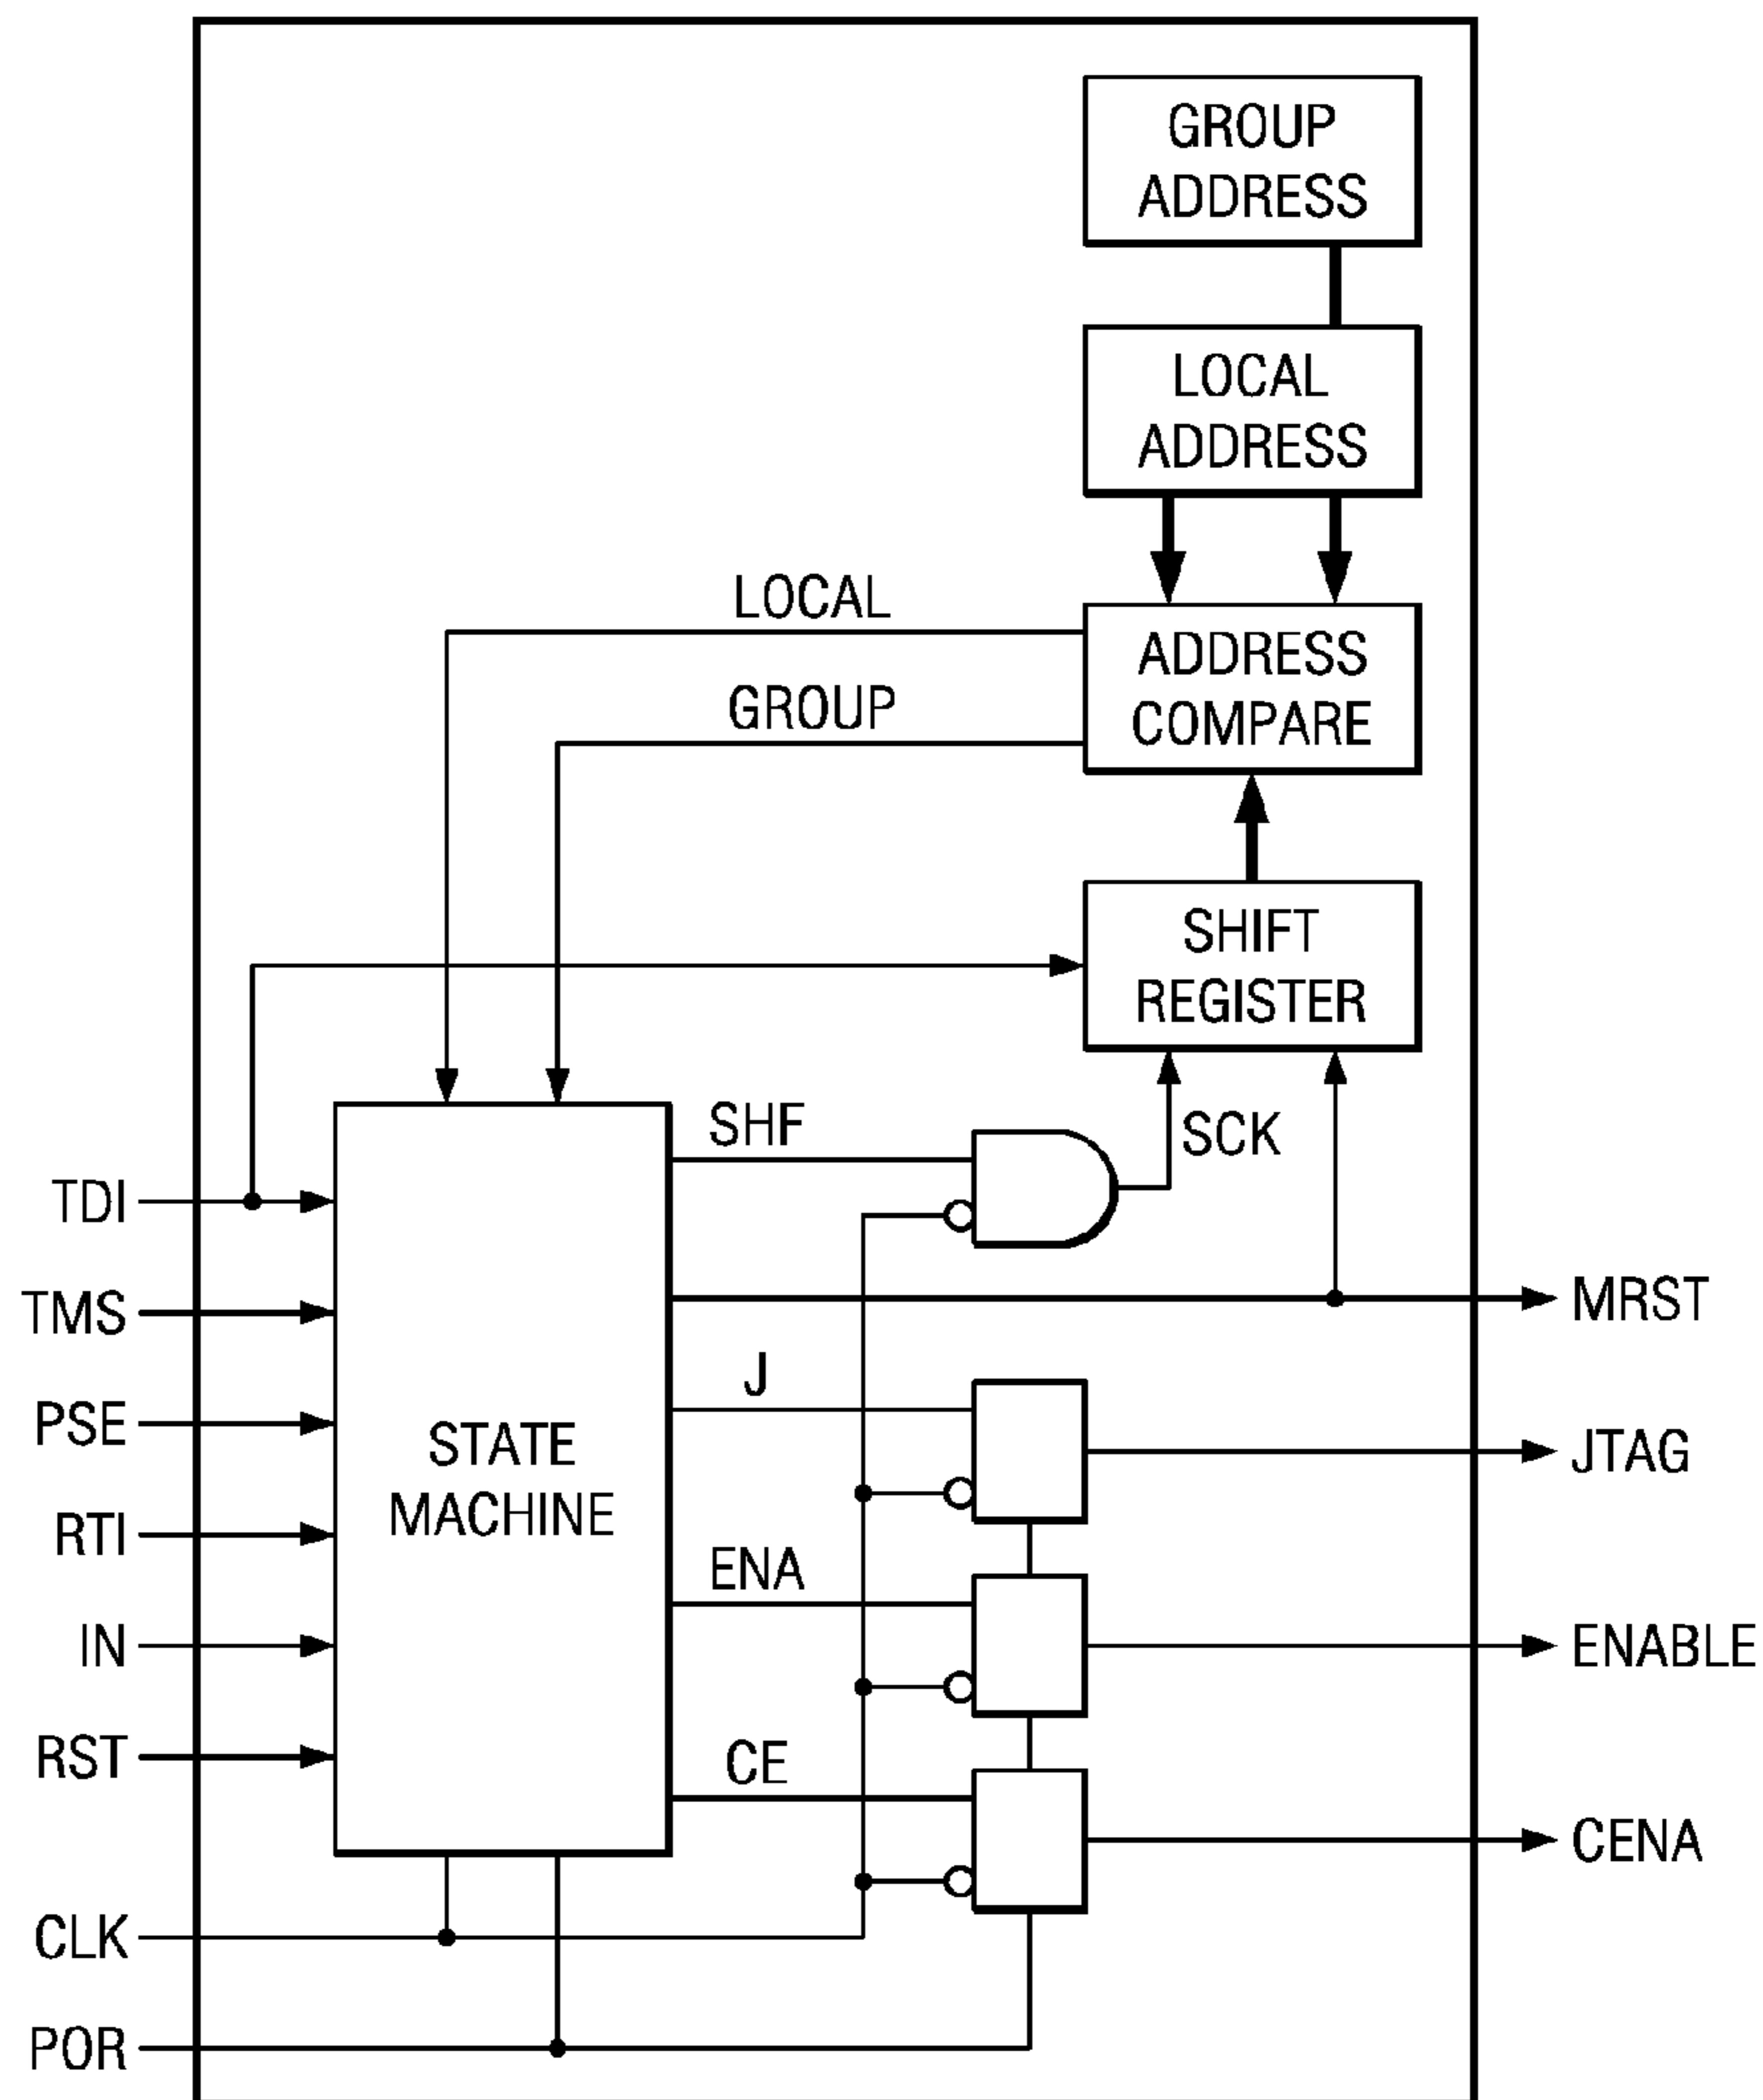 GROUP
ADDRESS
LOCAL
ADDRESS
LOCAL
ADDRESS
COMPARE
GROUP
SHIFT
REGISTER
SHF
SCK
TDI
TMS
MRST
J
PSE
STATE
MACHINE
JTAG
RTI
ENA
IN
ENABLE
RST
CE
CENA
CLK
POR